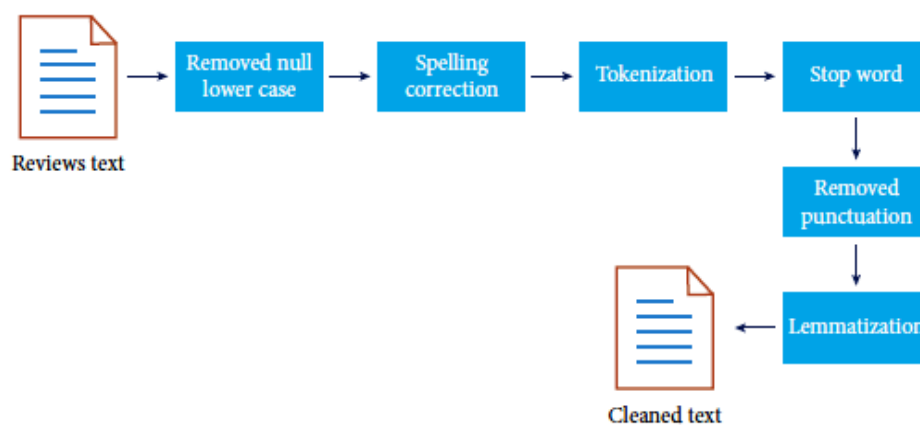 Removed null
lower case
Spelling
correction
Tokenization
Stop word
Reviews text
Removed
punctuation
Lemmatization
Cleaned text